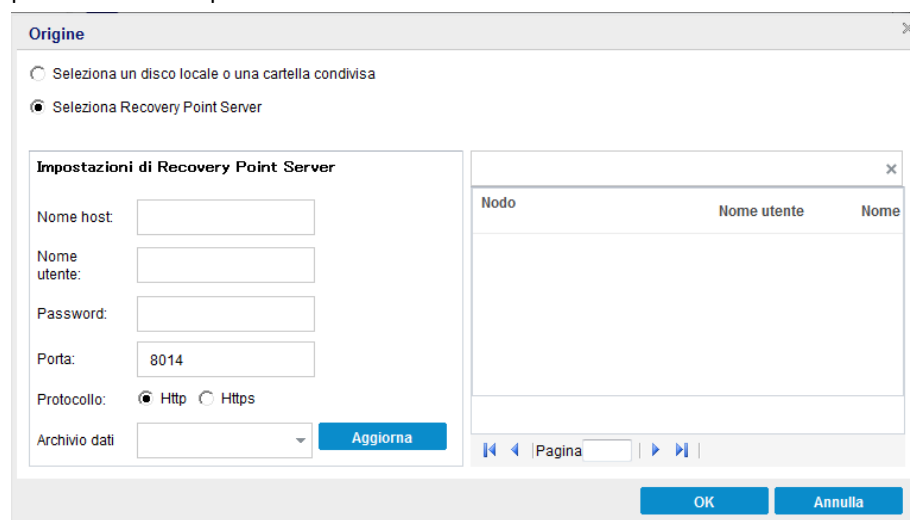 Origine
Seleziona un disco locale o una cartella condivisa
Seleziona Recovery Point Server
Impostazioni di Recovery Point Server
Nome host:
Nome
utente:
Password:
Porta:
8014
Protocollo:
Http
Https
Archivio dati
Aggiorna
Nodo
Nome utente
Nome
Pagina
OK
Annulla